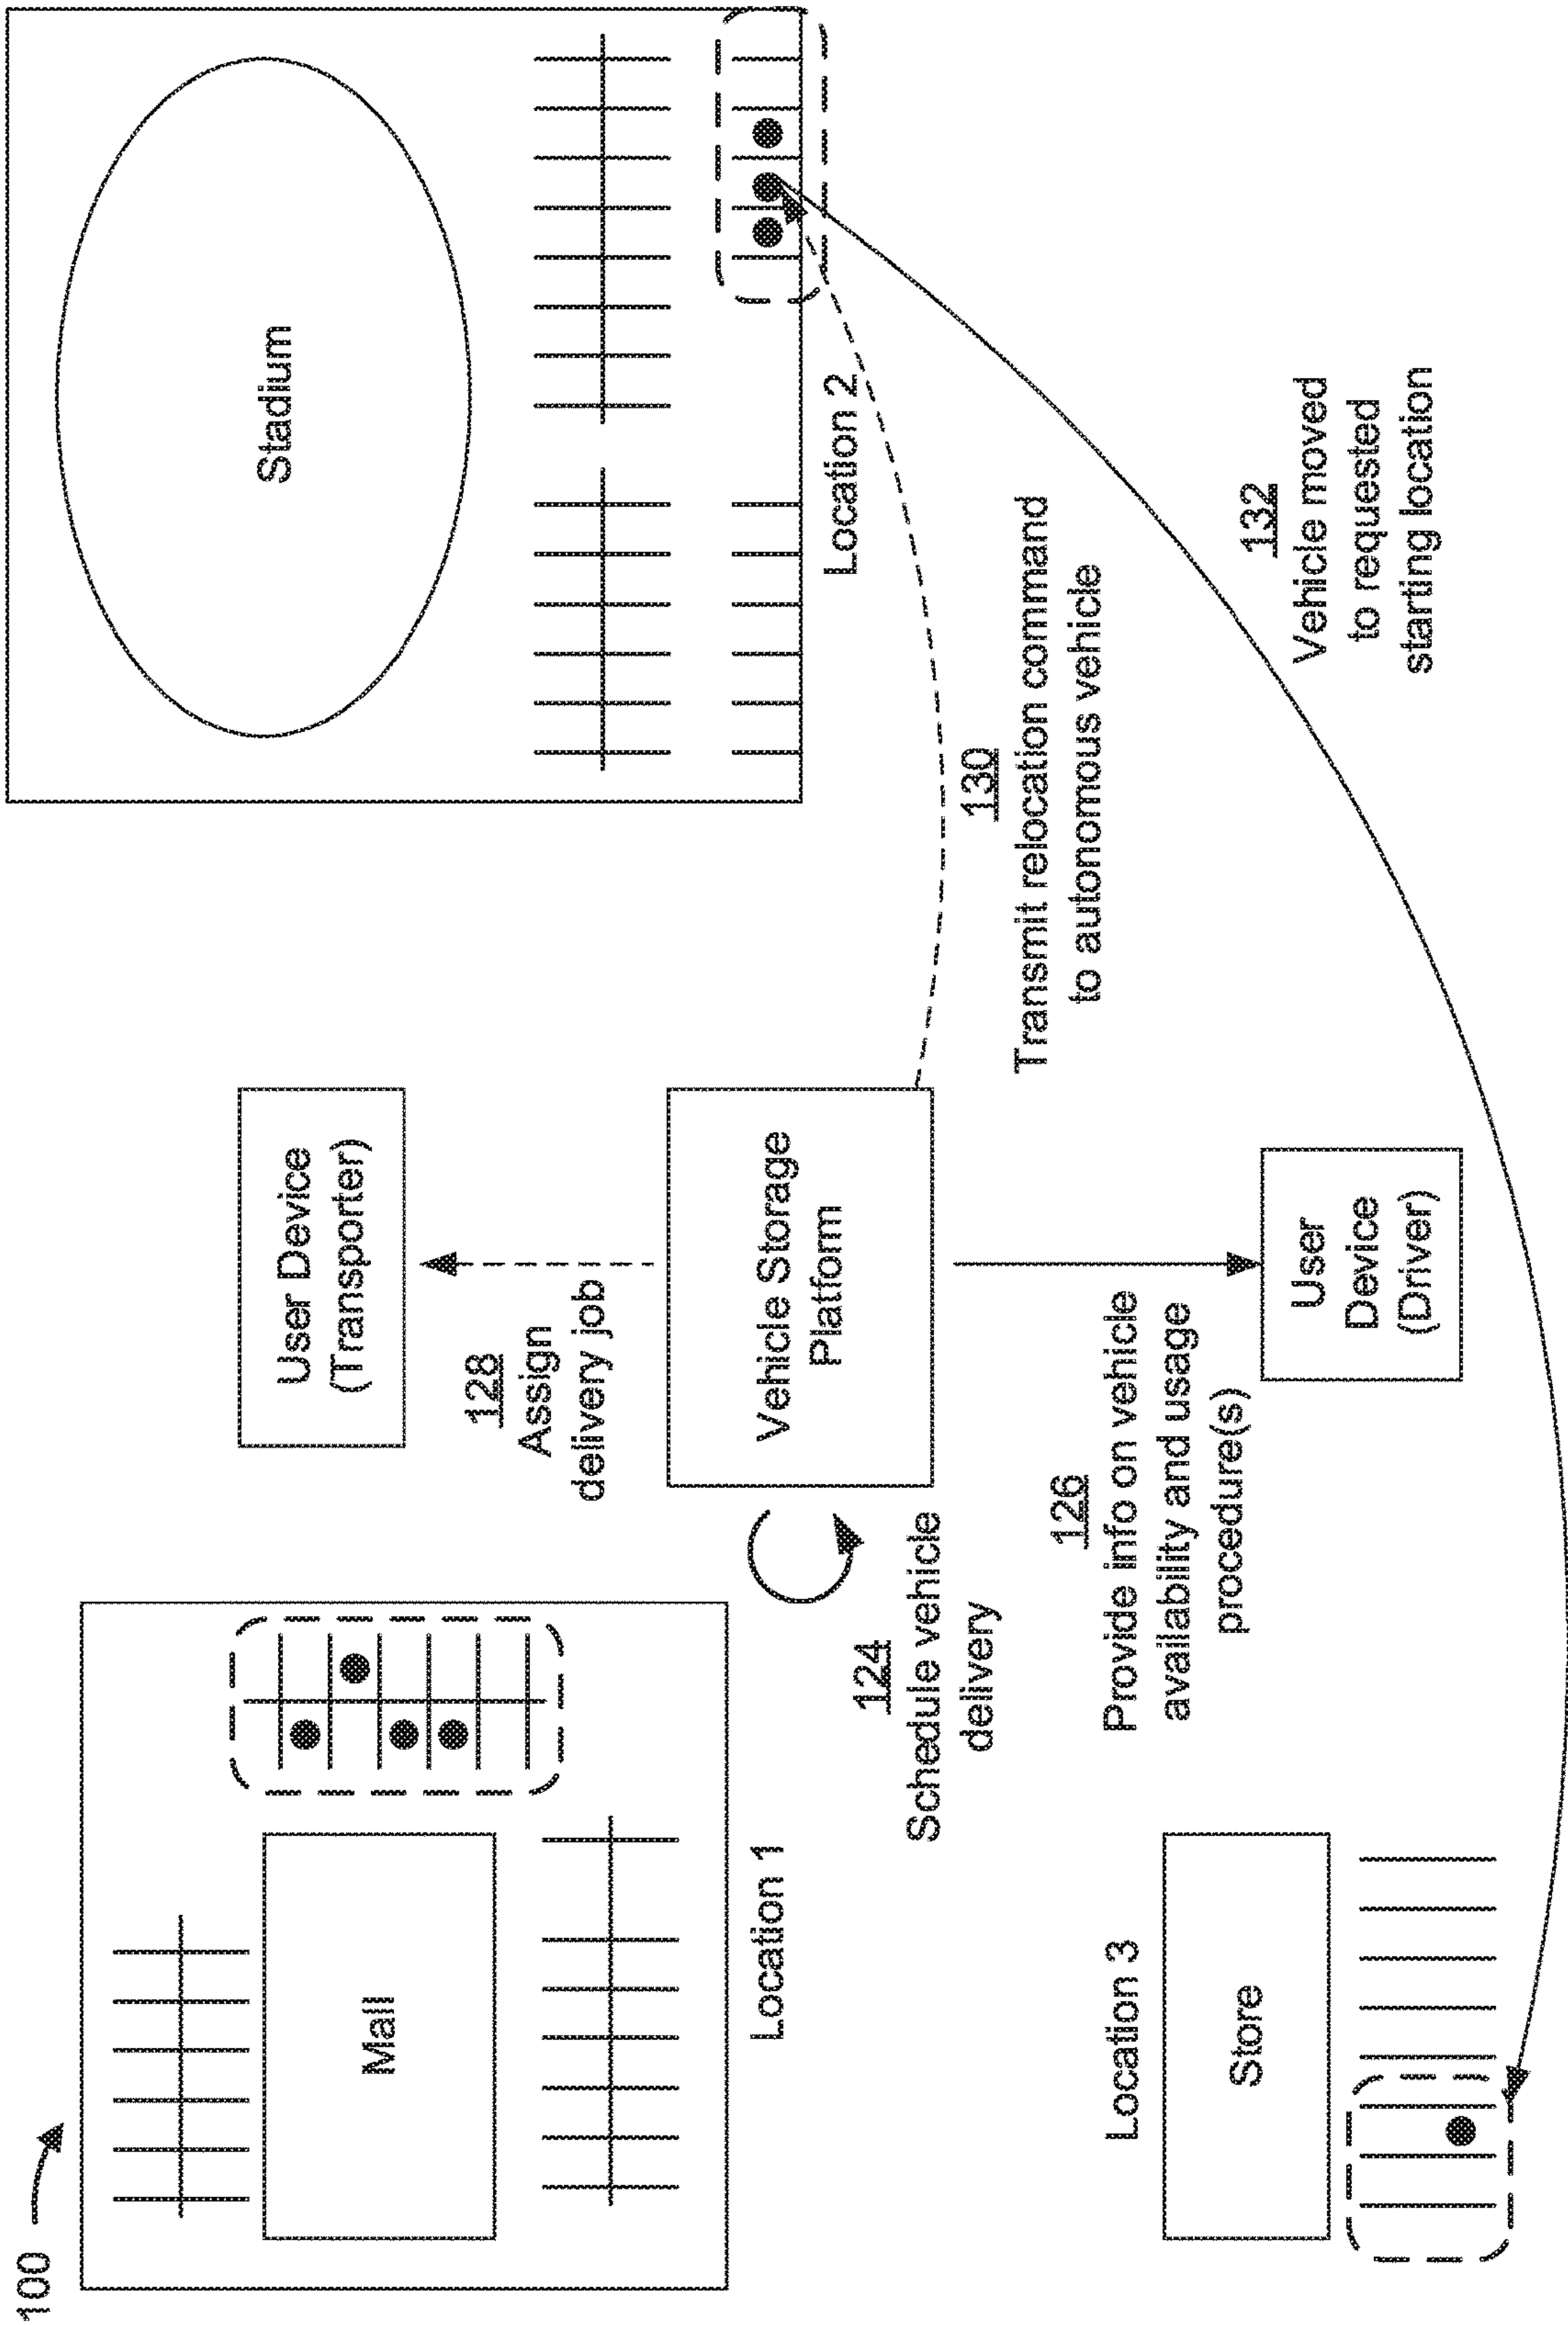 100
Mall
Location 1
Stadium
Location 2
User Device
(Transporter)
128
Assign
delivery job
Vehicle Storage
Platform
124
Schedule vehicle
delivery
130
Transmit relocation command
to autonomous vehicle
126
Provide info on vehicle
availability and usage
procedure(s)
132
Vehicle moved
to requested
starting location
Location 3
Store
User
Device
(Driver)